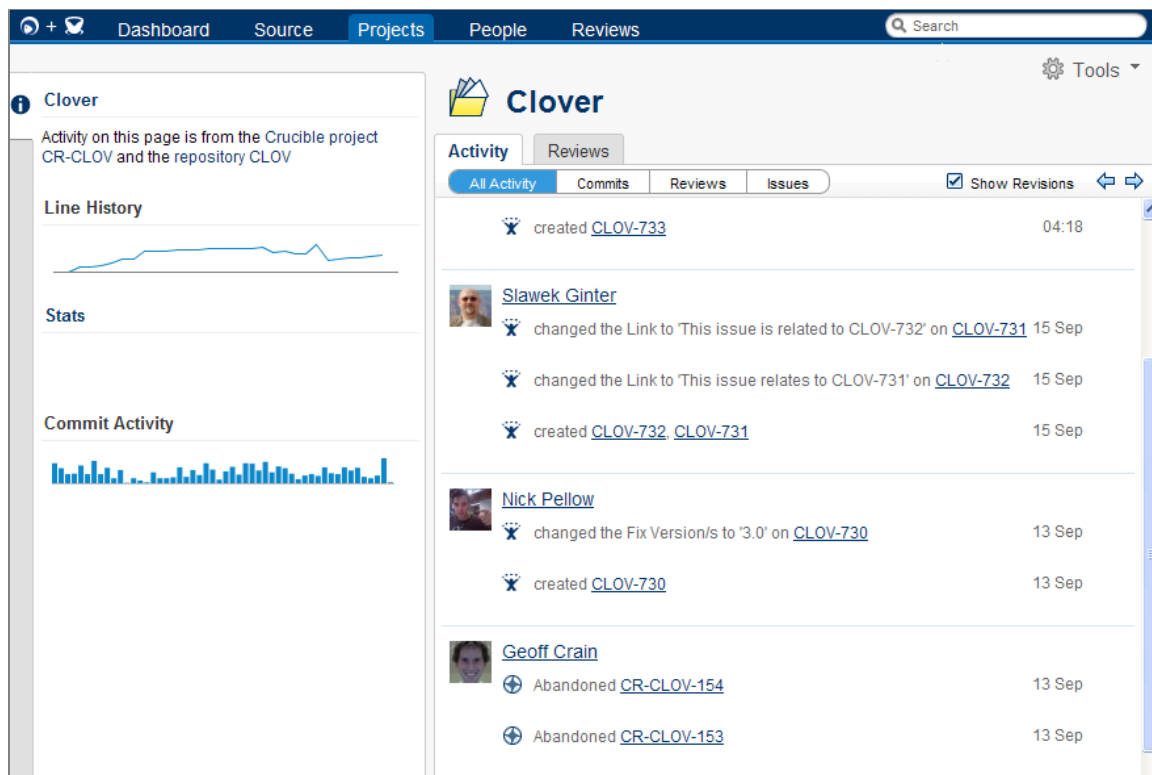 + Dashboard Source Projects People Reviews Search
Tools
Clover
Activity on this page is from the Crucible project
CR-CLOV and the repository CLOV
Line History
Stats
Commit Activity
Clover
Activity Reviews
All Activity Commits Reviews Issues Show Revisions
created CLOV-733 04:18
Slawek Ginter
changed the Link to 'This issue is related to CLOV-732' on CLOV-731 15 Sep
changed the Link to 'This issue relates to CLOV-731' on CLOV-732 15 Sep
created CLOV-732, CLOV-731 15 Sep
Nick Pellow
changed the Fix Version/s to '3.0' on CLOV-730 13 Sep
created CLOV-730 13 Sep
Geoff Crain
Abandoned CR-CLOV-154 13 Sep
Abandoned CR-CLOV-153 13 Sep